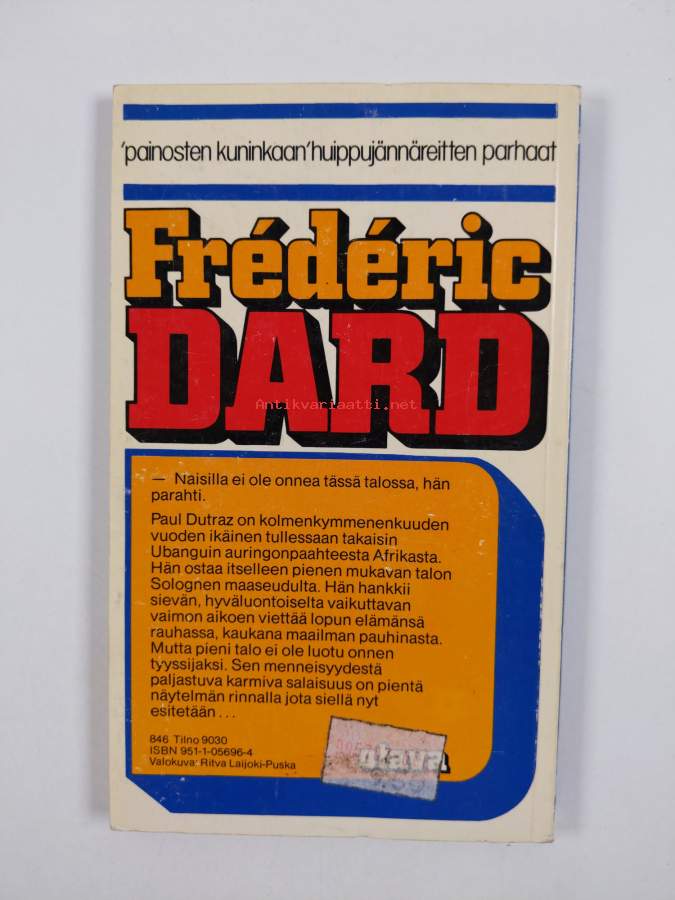 'painosten kuninkaan' huippujännäreitten parhaat
Frédéric
DARD
Antikvariaatti.net
— Naisilla ei ole onnea tässä talossa, hän
parahti.
Paul Dutraz on kolmenkymmenenkuuden
vuoden ikäinen tullessaan takaisin
Ubanguin auringonpaahteesta Afrikasta.
Hän ostaa itselleen pienen mukavan talon
Solognen maaseudulta. Hän hankkii
sievän, hyväluontoiselta vaikuttavan
vaimon aikoen viettää lopun elämänsä
rauhassa, kaukana maailman pauhinasta.
Mutta pieni talo ei ole luotu onnen
tyyssijaksi. Sen menneisyydestä
paljastuva karmiva salaisuus on pientä
näytelmän rinnalla jota siellä nyt
esitetään . . .
846 Tilno 9030
ISBN 951-1-05696-4
Valokuva: Ritva Laijoki-Puska
otava